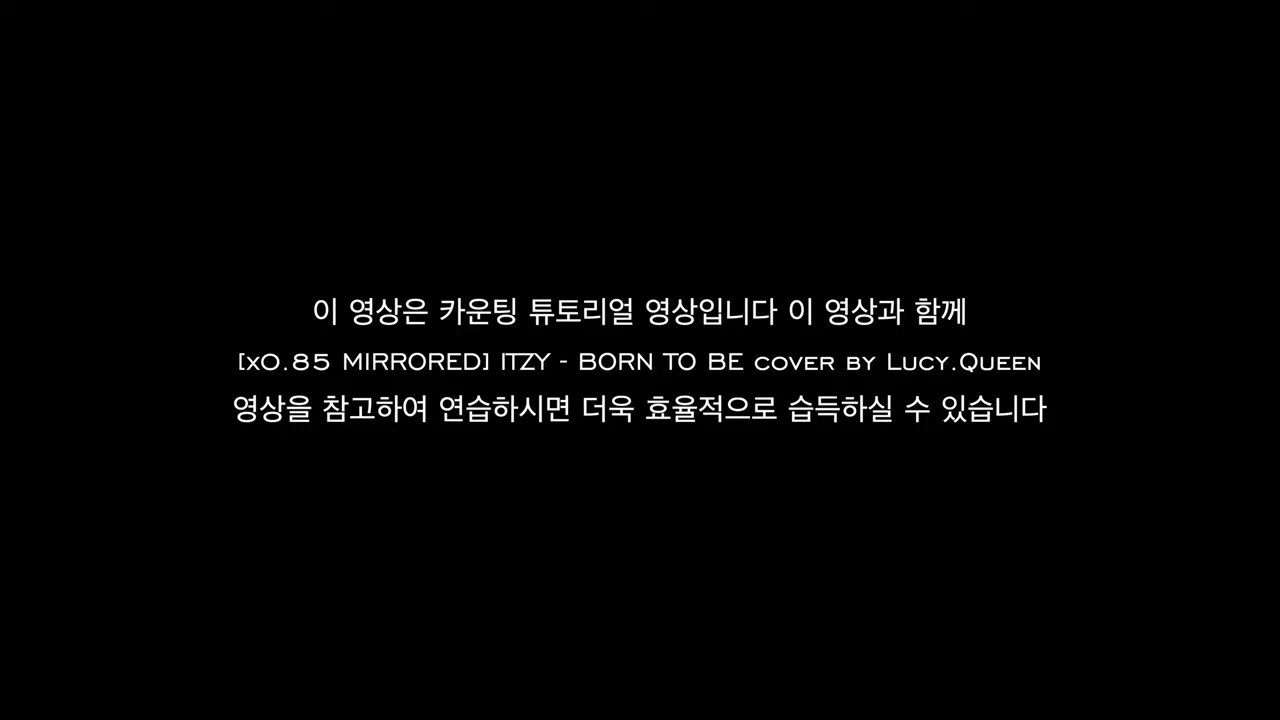 이 영상은 카운팅 튜토리얼 영상입니다 이 영상과 함께
[x0.85 MIRRORED] ITZY - BORN TO BE COVER BY LUCY.QUEEN
영상을 참고하여 연습하시면 더욱 효율적으로 습득하실 수 있습니다